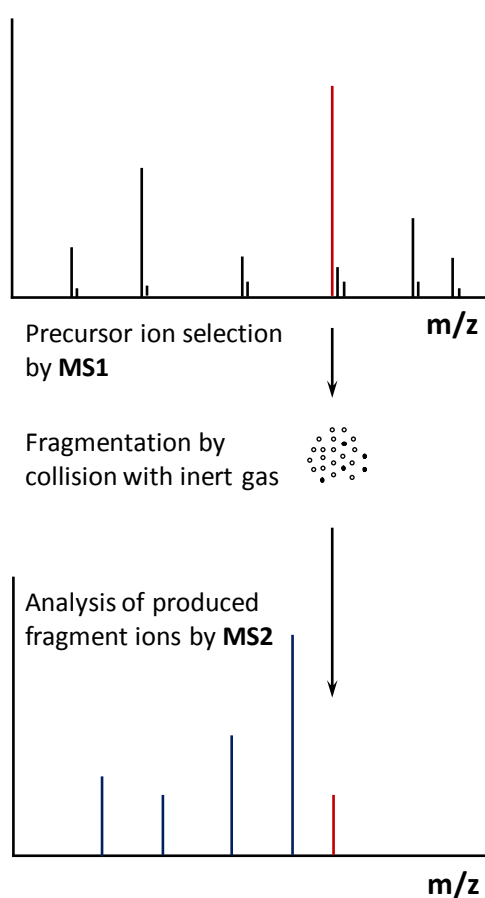 m/z
Precursor ion selection
by MS1
Fragmentation by
collision with inert gas
Analysis of produced
fragment ions by MS2
m/z